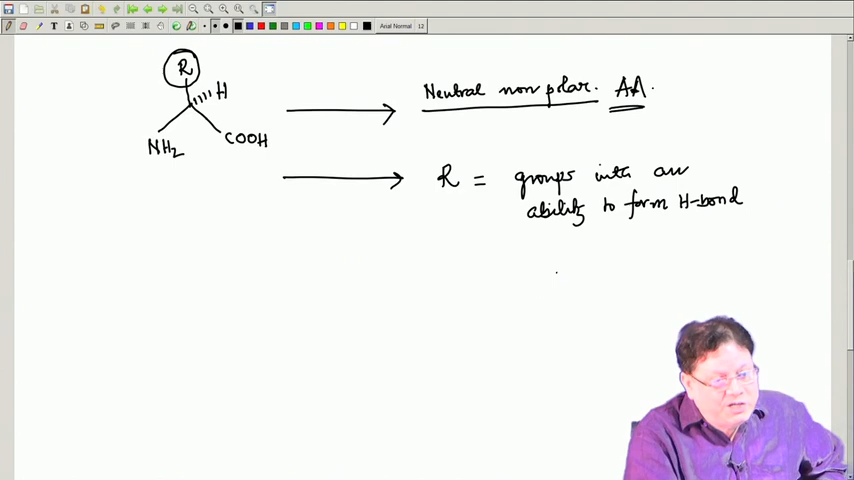 Arial Normal 12
R
H
NH2
COOH
Neutral non polar. AA.
R = groups with an
ability to form H-bond